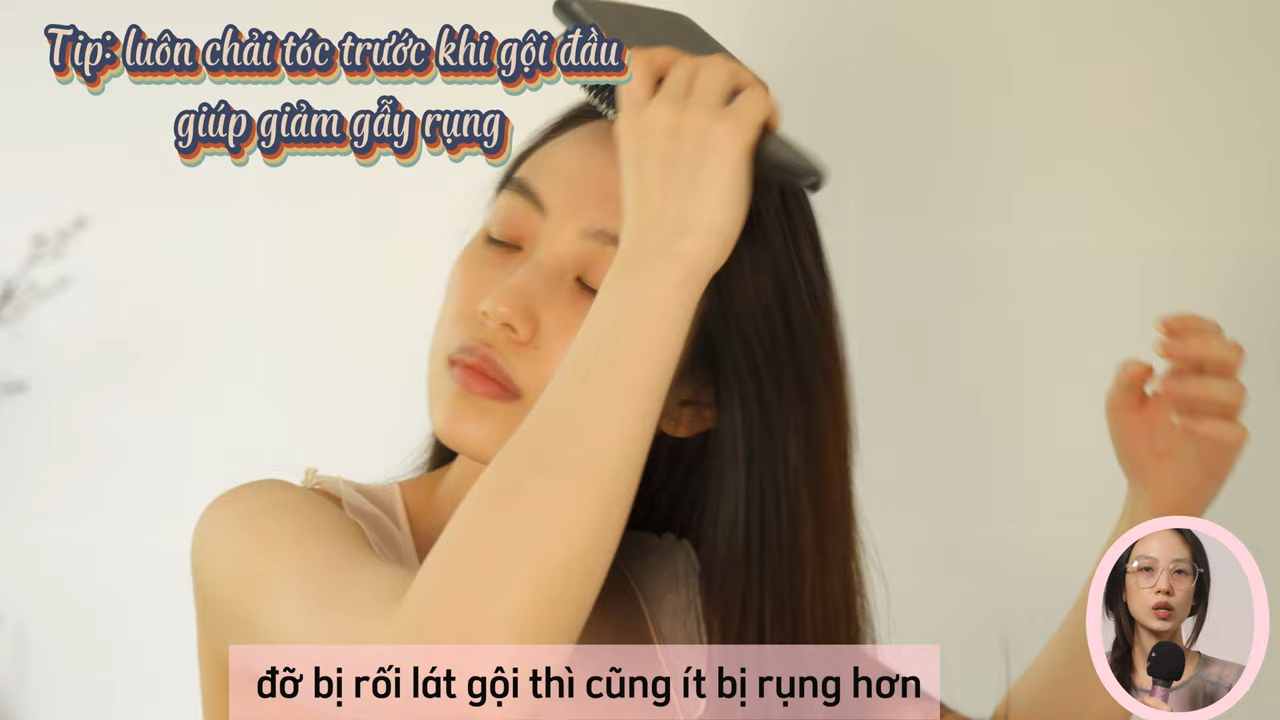 Tip: luôn chải tóc trước khi gội đầu
giúp giảm gẫy rụng
đỡ bị rối lát gội thì cũng ít bị rụng hơn